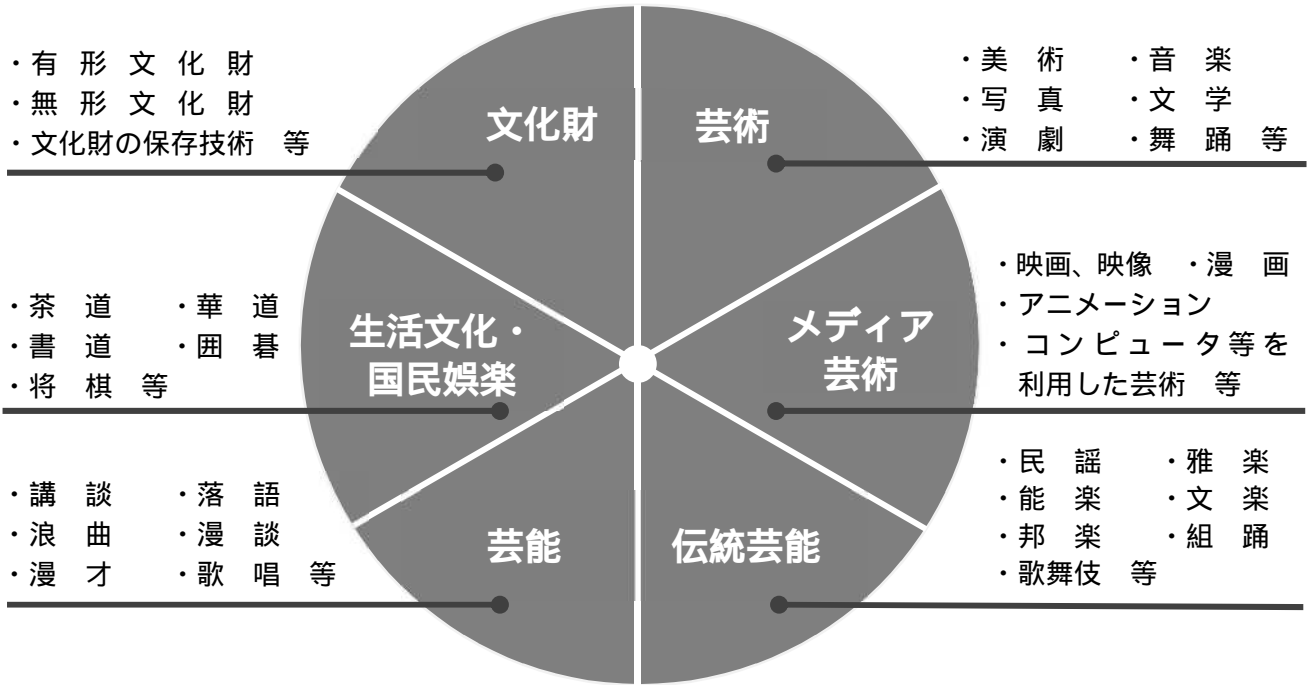 ・有形文化財
・無形文化財
・文化財の保存技術 等
文化財
芸術
・美術 ・音楽
・写真 ・文学
・演劇 ・舞踊等
・茶道 ・華道
・書道 ・囲碁
・将棋 等
生活文化・
国民娯楽
メディア
芸術
・映画、映像 ・漫画
・アニメーション
・コンピュータ等を
利用した芸術 等
・講談 ・落語
・浪曲 ・漫談
・漫才 ・歌唱 等
芸能
伝統芸能
・民謡 ・雅楽
・能楽 ・文楽
・邦楽 ・組踊
・歌舞伎 等